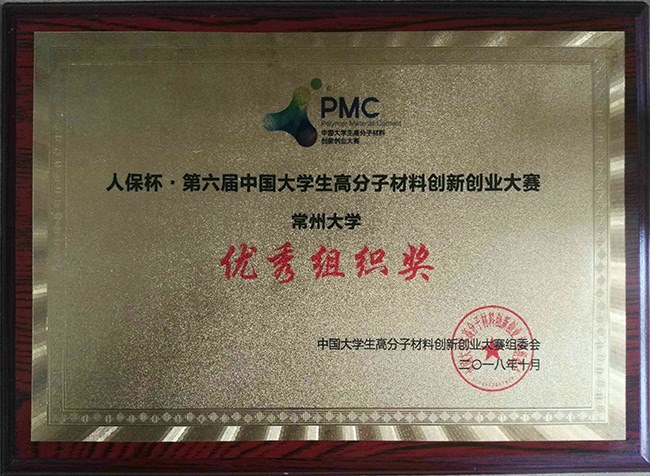 PMC
Polymer Materials Contest
中国大学生高分子材料
创新创业大赛
人保杯·第六届中国大学生高分子材料创新创业大赛
常州大学
优秀组织奖
中国大学生高分子材料创新创业大赛组委会
二〇一八年十月